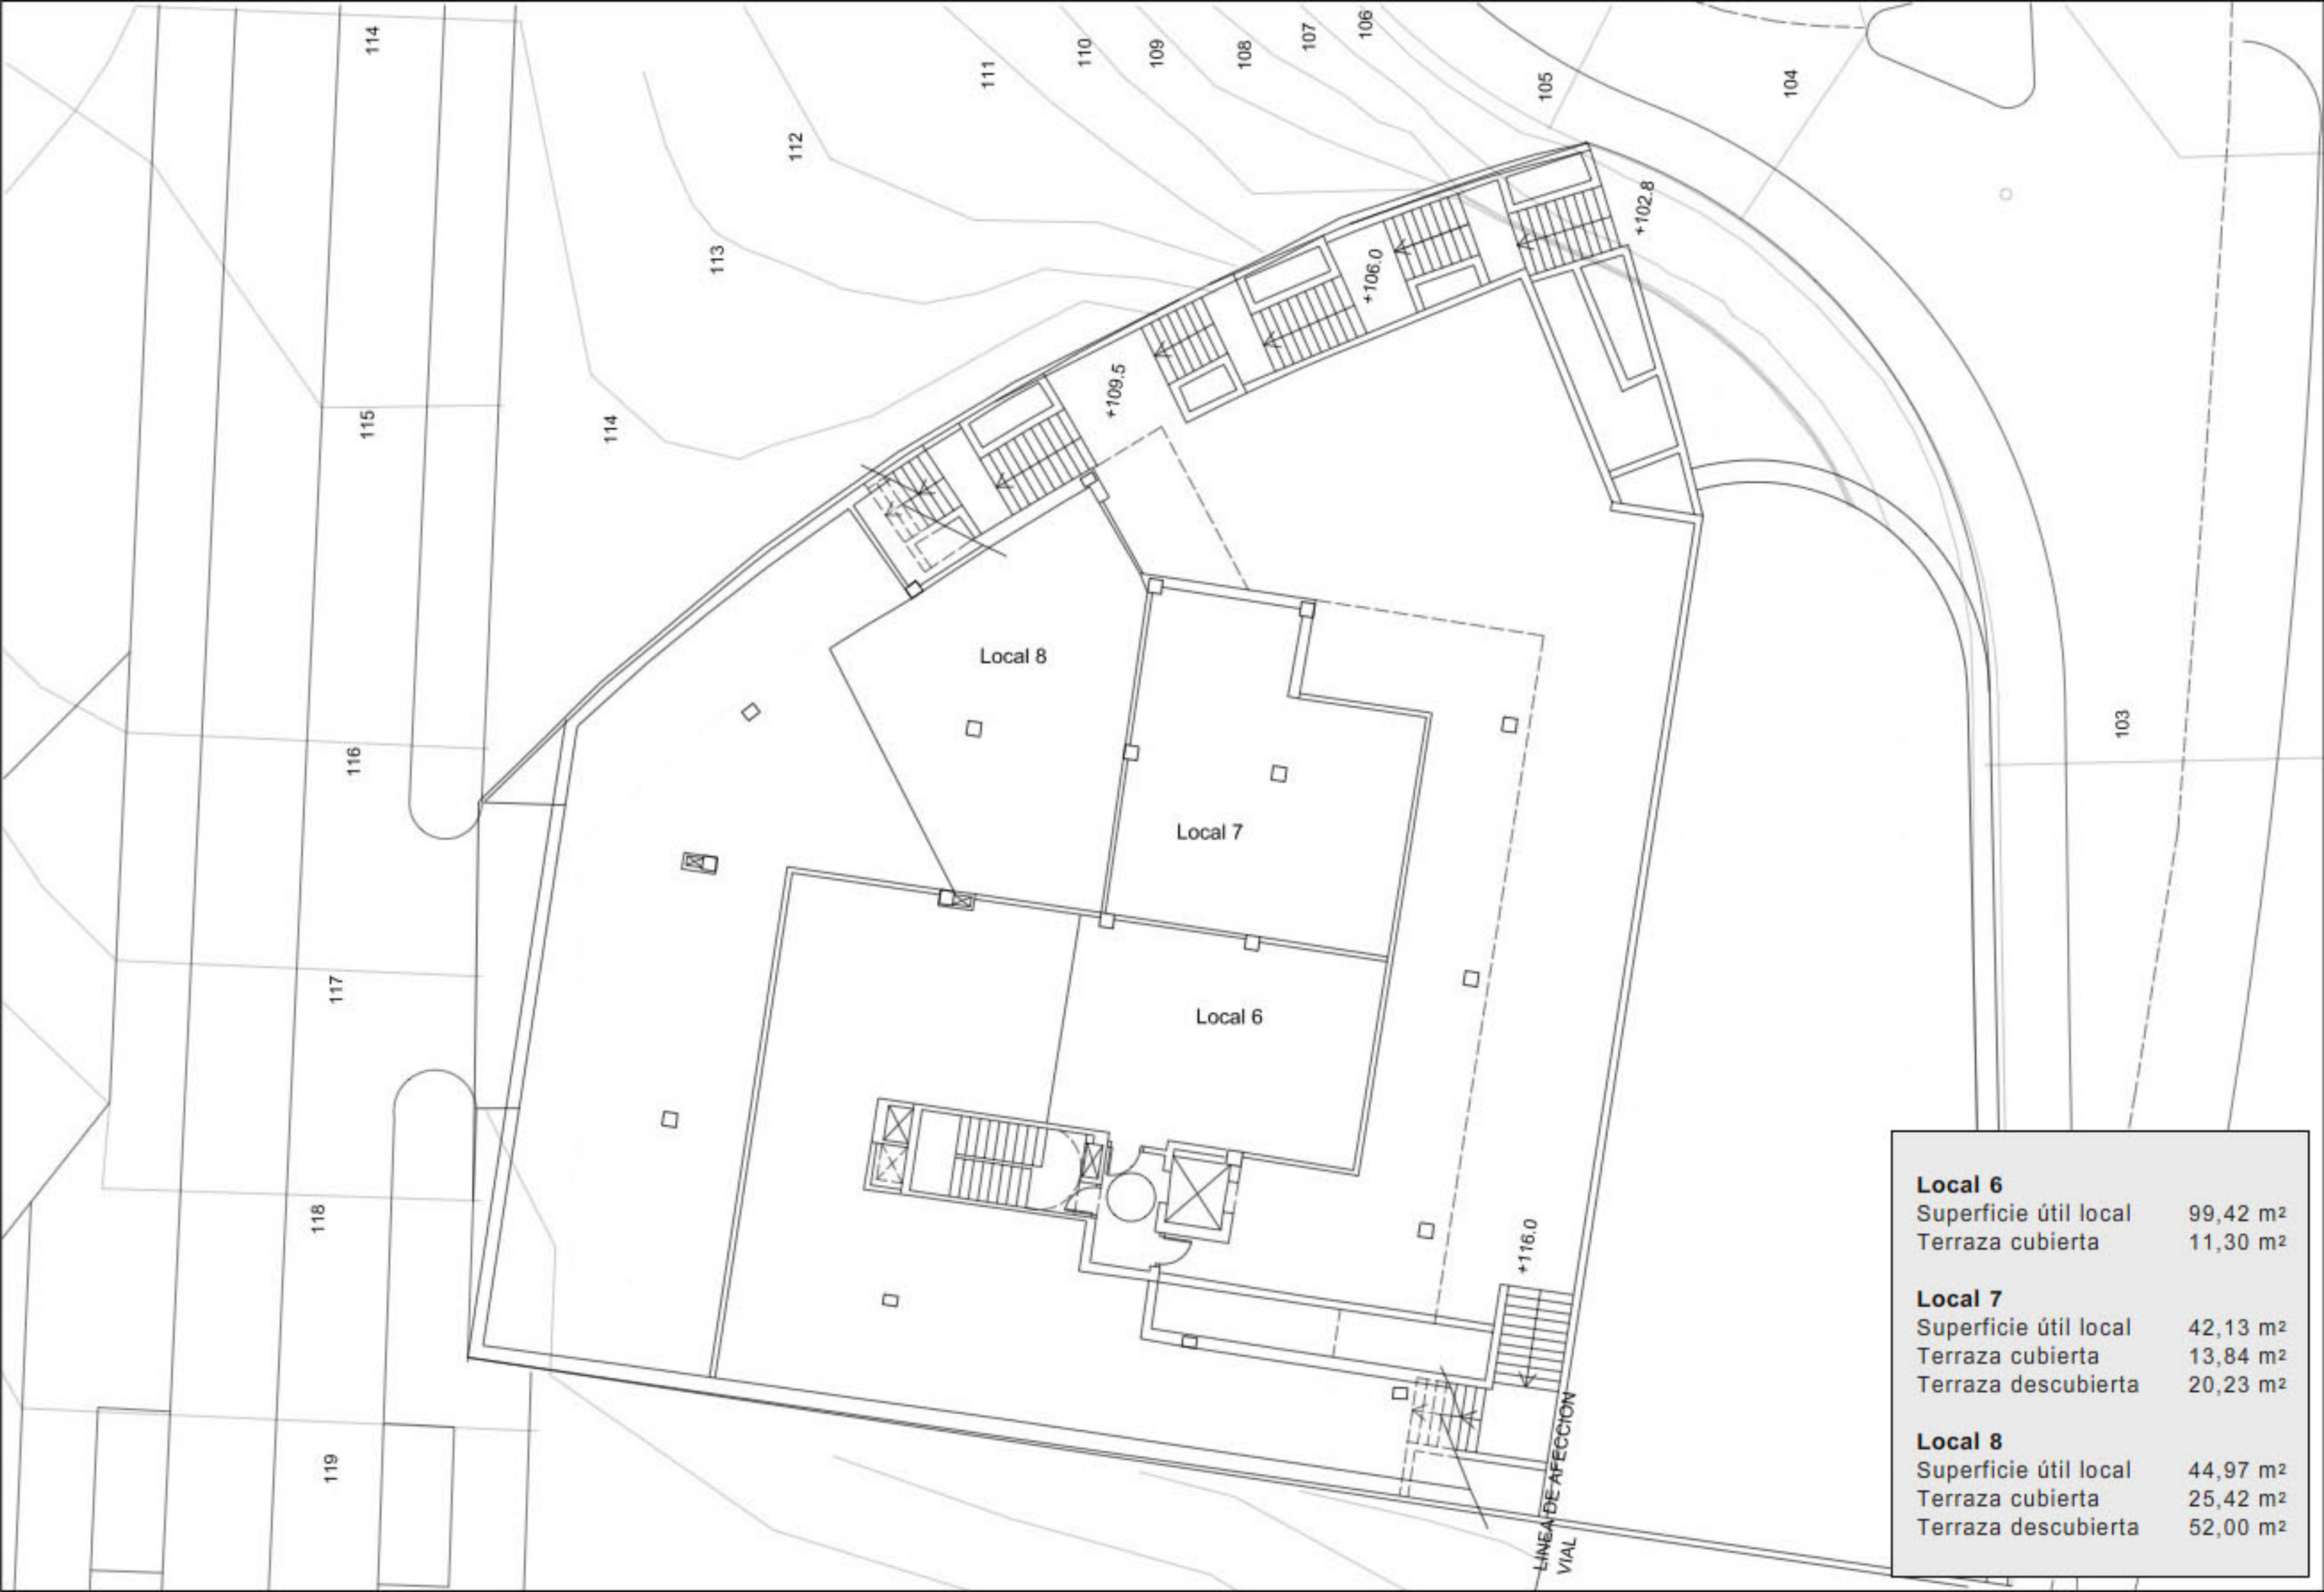 114
111
110
109
108
107
106
105
104
112
113
+102.8
+106.0
+109.5
115
114
Local 8
116
103
Local 7
117
Local 6
118
+116.0
119
LINEA DE AFECCION
VIAL
Local 6
Superficie útil local 99,42 m²
Terraza cubierta 11,30 m²
Local 7
Superficie útil local 42,13 m²
Terraza cubierta 13,84 m²
Terraza descubierta 20,23 m²
Local 8
Superficie útil local 44,97 m²
Terraza cubierta 25,42 m²
Terraza descubierta 52,00 m²